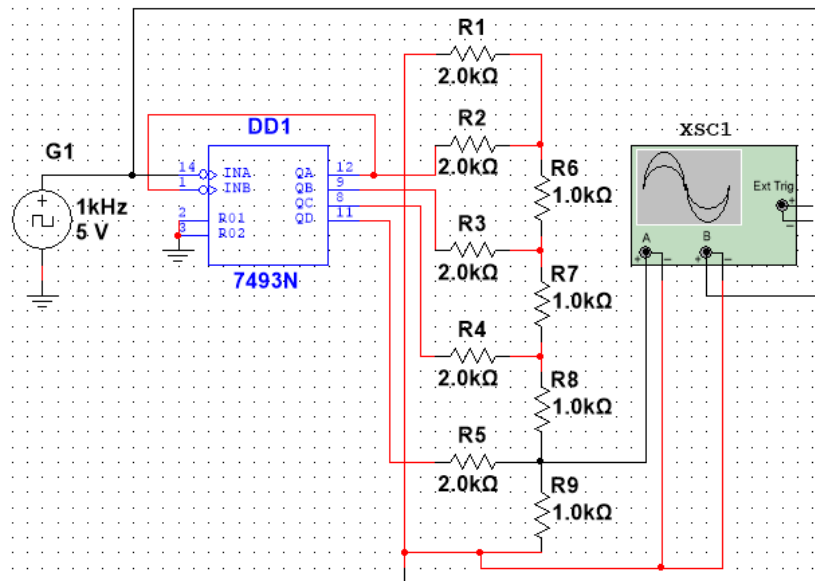 R1
2.0kΩ
R2
2.0kΩ
DD1
XSC1
G1
14 INA QA 12
1 INB QB 9
QC 8
2 R01 QD 11
3 R02
7493N
1kHz
5 V
R6
1.0kΩ
Ext Trig
+
−
A
B
+ − + −
R3
2.0kΩ
R7
1.0kΩ
R4
2.0kΩ
R8
1.0kΩ
R5
2.0kΩ
R9
1.0kΩ